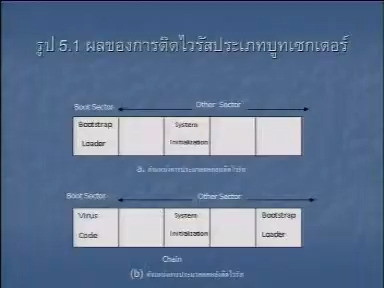 รูป 5.1 ผลของการติดไวรัสประเภทบูทเซกเตอร์
Boot Sector
Other Sector
Bootstrap
Loader
System
Initialization
a.
Boot Sector
Other Sector
Virus
Code
System
Initialization
Bootstrap
Loader
Chain
(b)